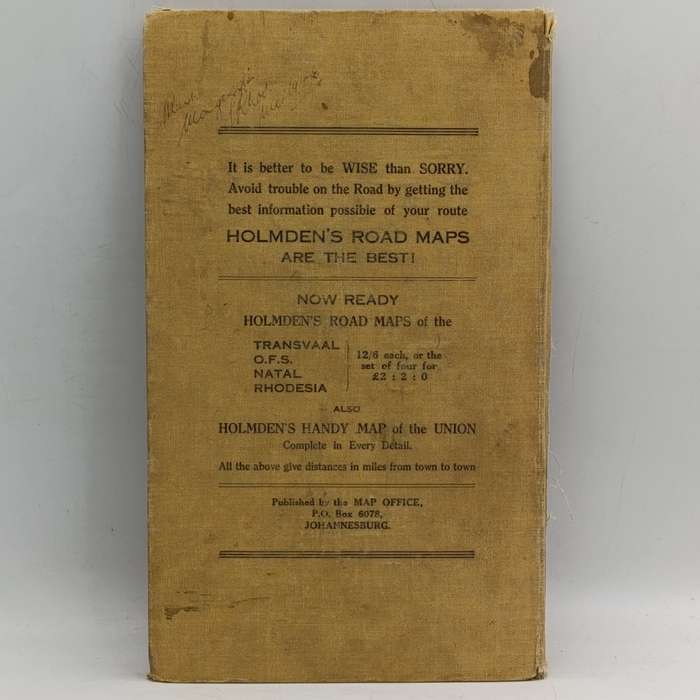 It is better to be WISE than SORRY.
Avoid trouble on the Road by getting the
best information possible of your route
HOLMDEN'S ROAD MAPS
ARE THE BEST!
NOW READY
HOLMDEN'S ROAD MAPS of the
TRANSVAAL
O.F.S.
NATAL
RHODESIA
12/6 each, or the
set of four for
£2 : 2 : 0
ALSO
HOLMDEN'S HANDY MAP of the UNION
Complete in Every Detail.
All the above give distances in miles from town to town
Published by the MAP OFFICE,
P.O. Box 6078,
JOHANNESBURG.